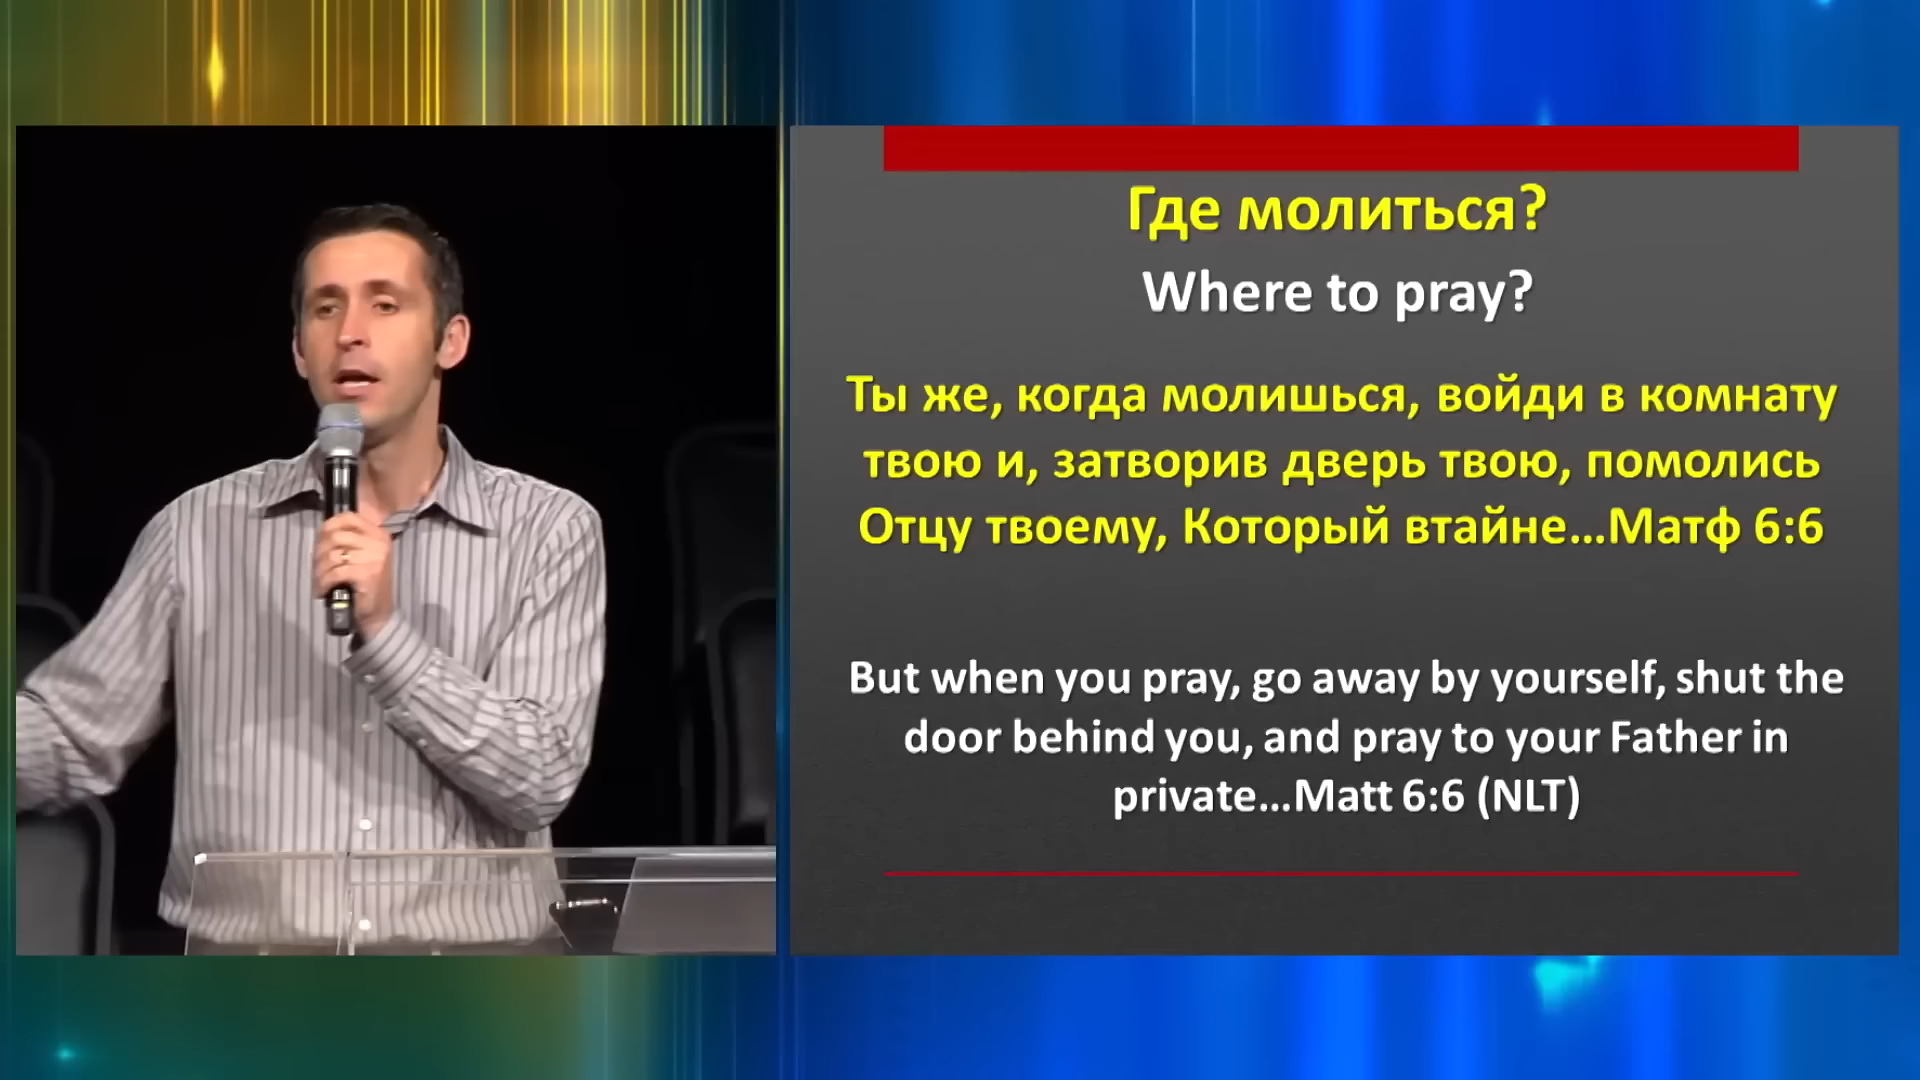 Где молиться?
Where to pray?
Ты же, когда молишься, войди в комнату
твою и, затворив дверь твою, помолись
Отцу твоему, Который втайне...Матф 6:6
But when you pray, go away by yourself, shut the
door behind you, and pray to your Father in
private...Matt 6:6 (NLT)